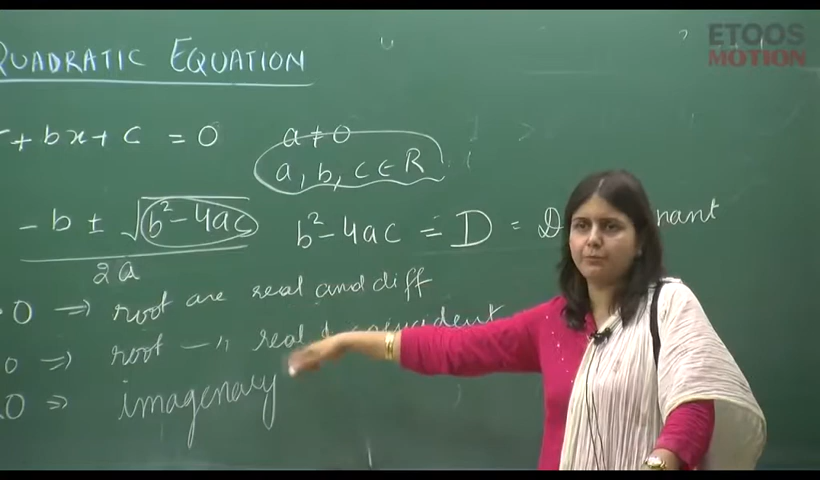 ETOOS
MOTION
QUADRATIC EQUATION
+ bx + c = 0 a ≠ 0
a, b, c ∈ R
-b ± √b²-4ac b²-4ac = D = D nant
2a
0 ⇒ root are real and diff
0 ⇒ root —〃 real & coincident
0 ⇒ imagenary